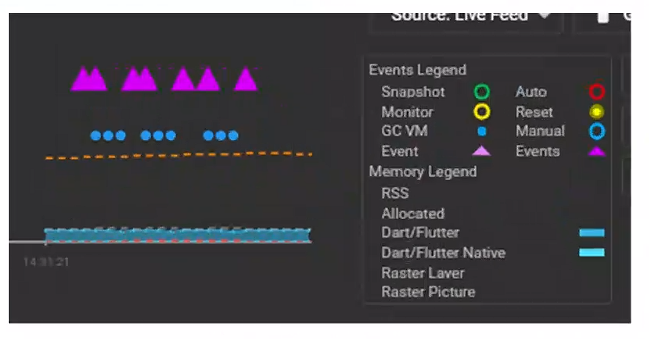 Source: Live Feed
G
Events Legend
Snapshot Auto
Monitor Reset
GC VM Manual
Event Events
Memory Legend
RSS
Allocated
Dart/Flutter
Dart/Flutter Native
Raster Layer
Raster Picture
14:31:21